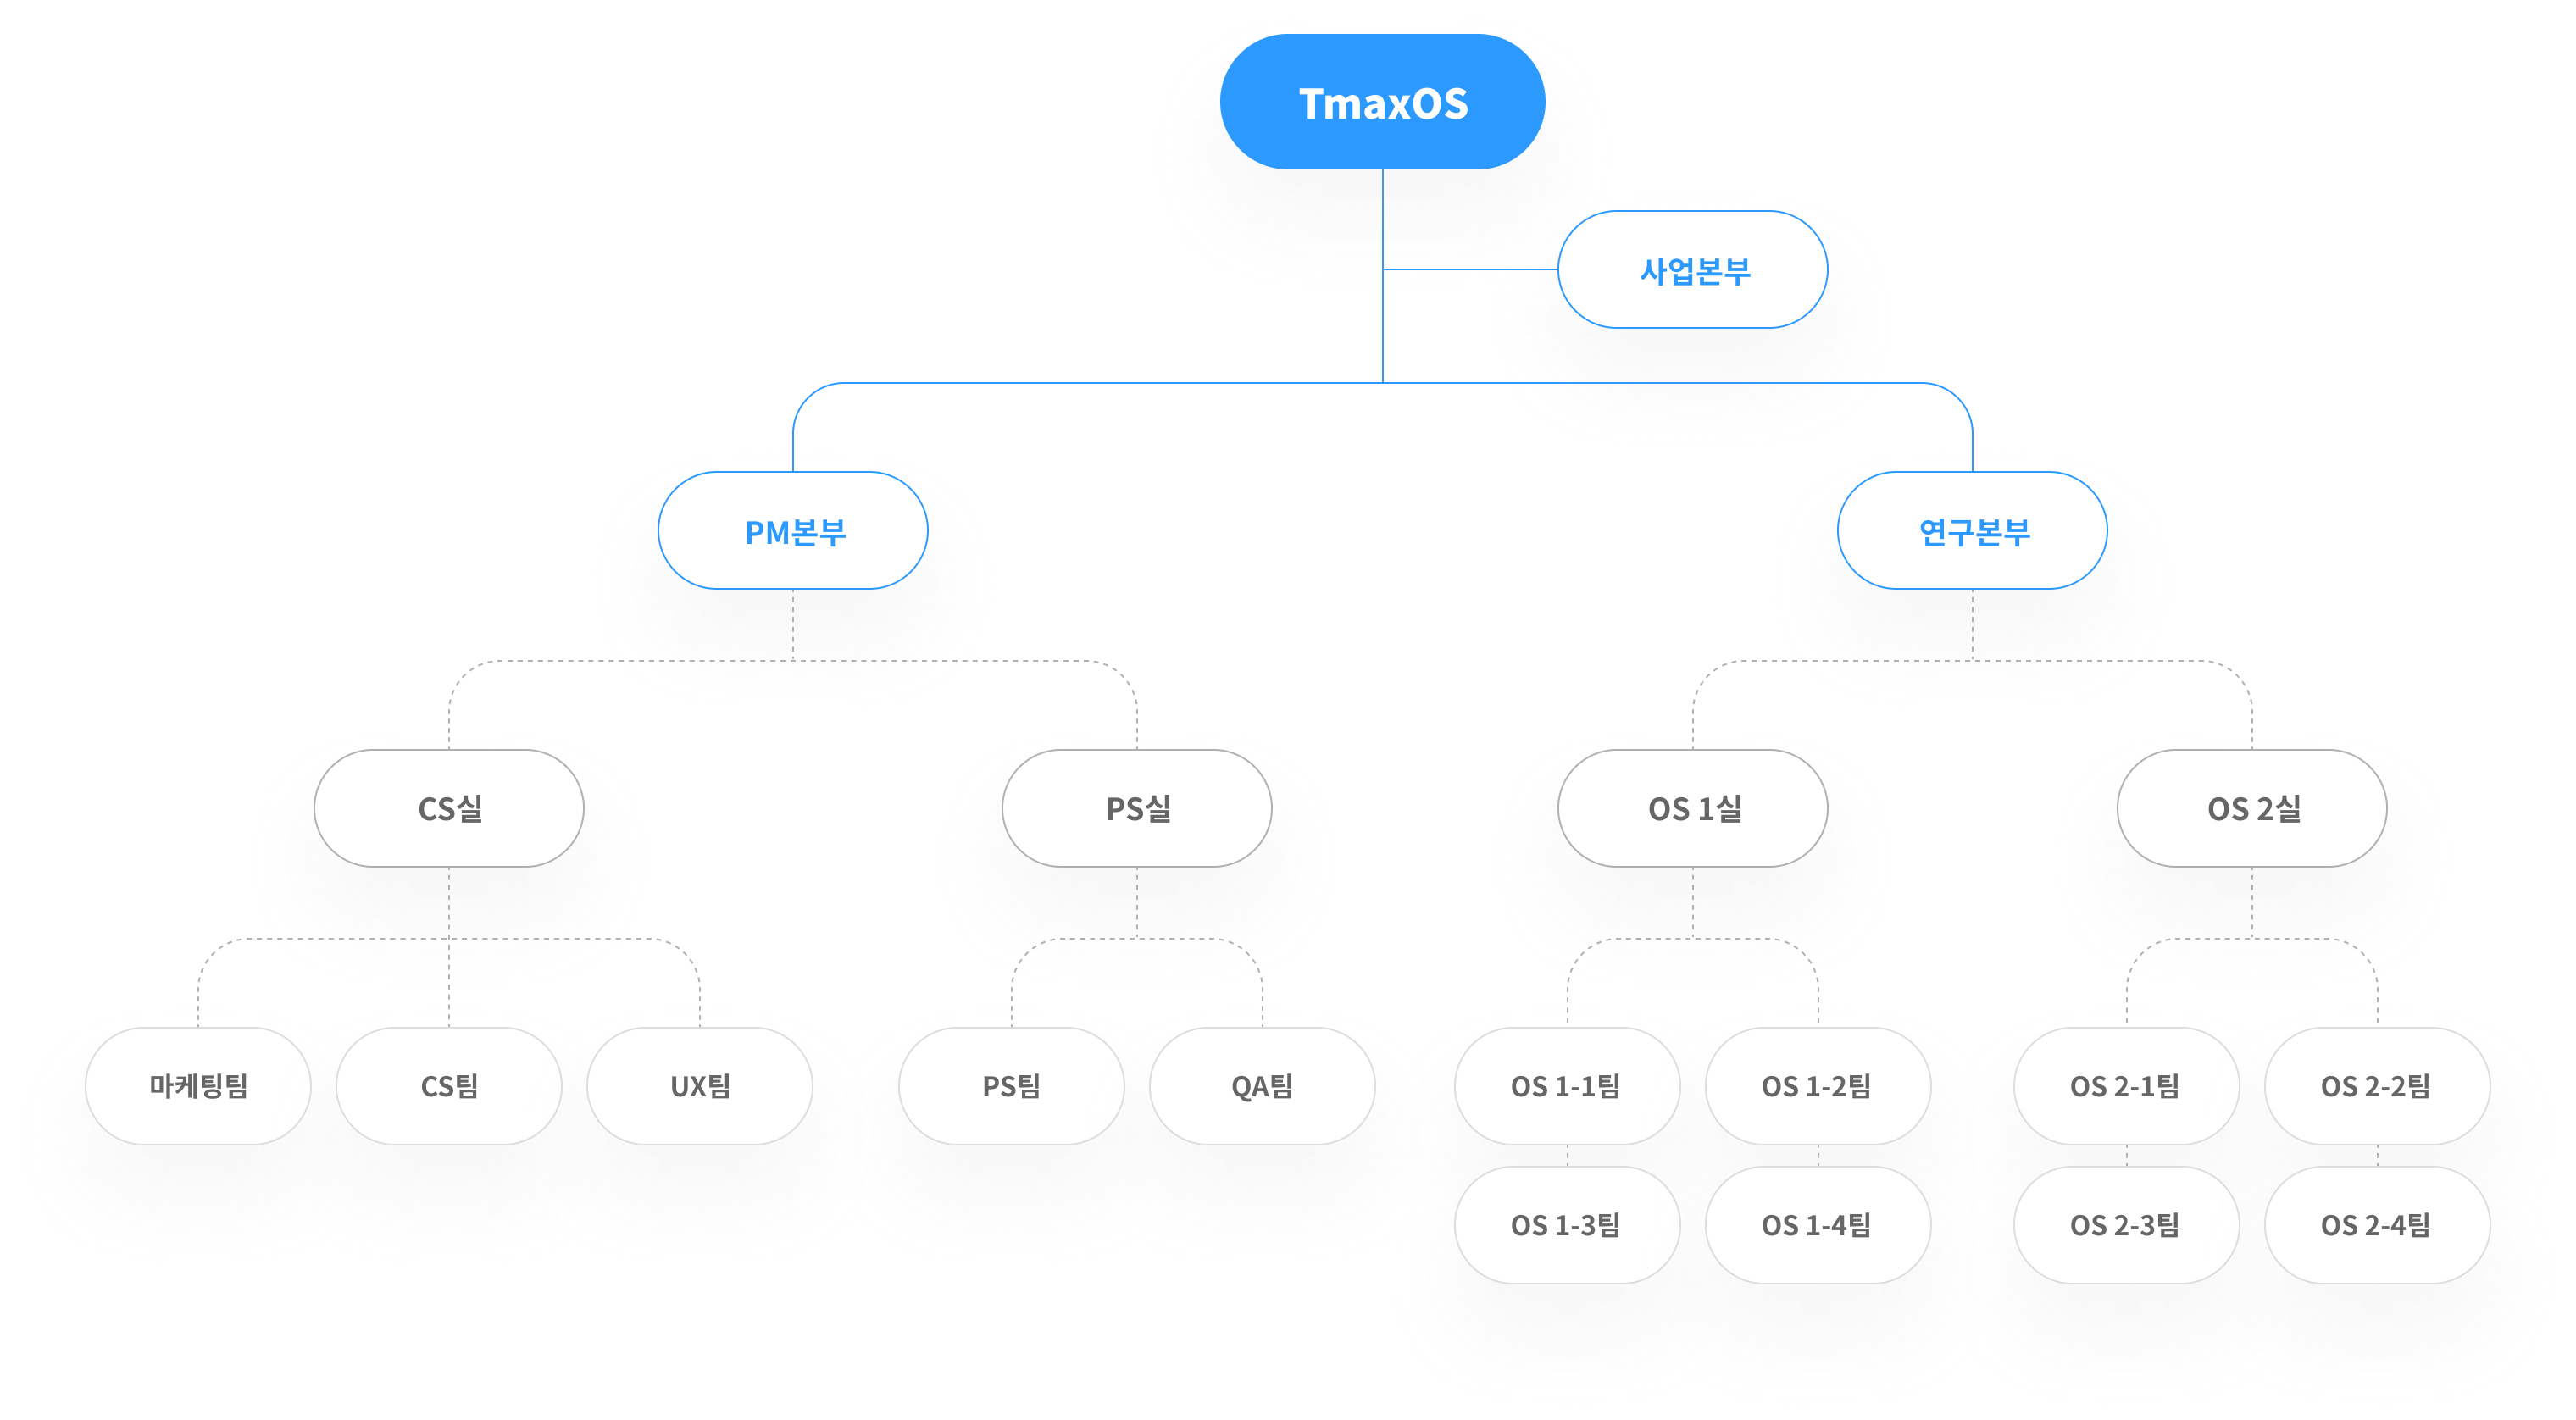 TmaxOS
사업본부
PM본부
연구본부
CS실
PS실
OS 1실
OS 2실
마케팅팀
CS팀
UX팀
PS팀
QA팀
OS 1-1팀
OS 1-2팀
OS 2-1팀
OS 2-2팀
OS 1-3팀
OS 1-4팀
OS 2-3팀
OS 2-4팀